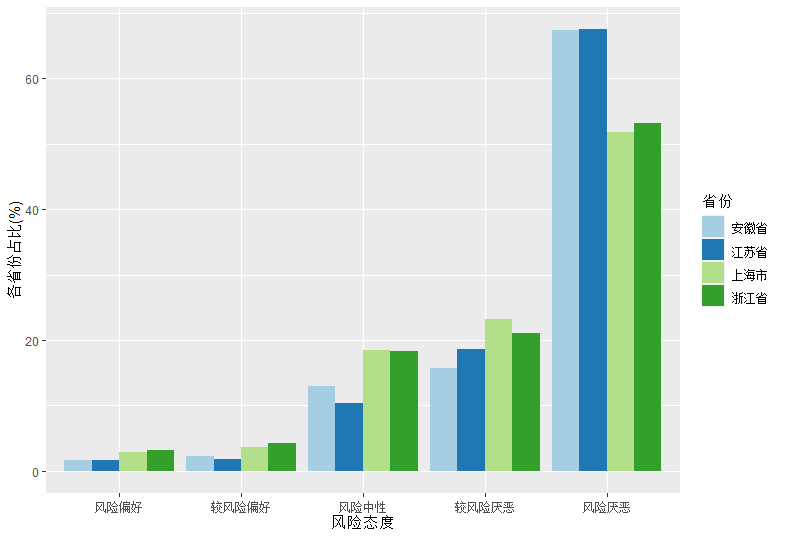 各省份占比(%)
60
40
20
0
风险偏好
较风险偏好
风险中性
较风险厌恶
风险厌恶
风险态度
省份
安徽省
江苏省
上海市
浙江省